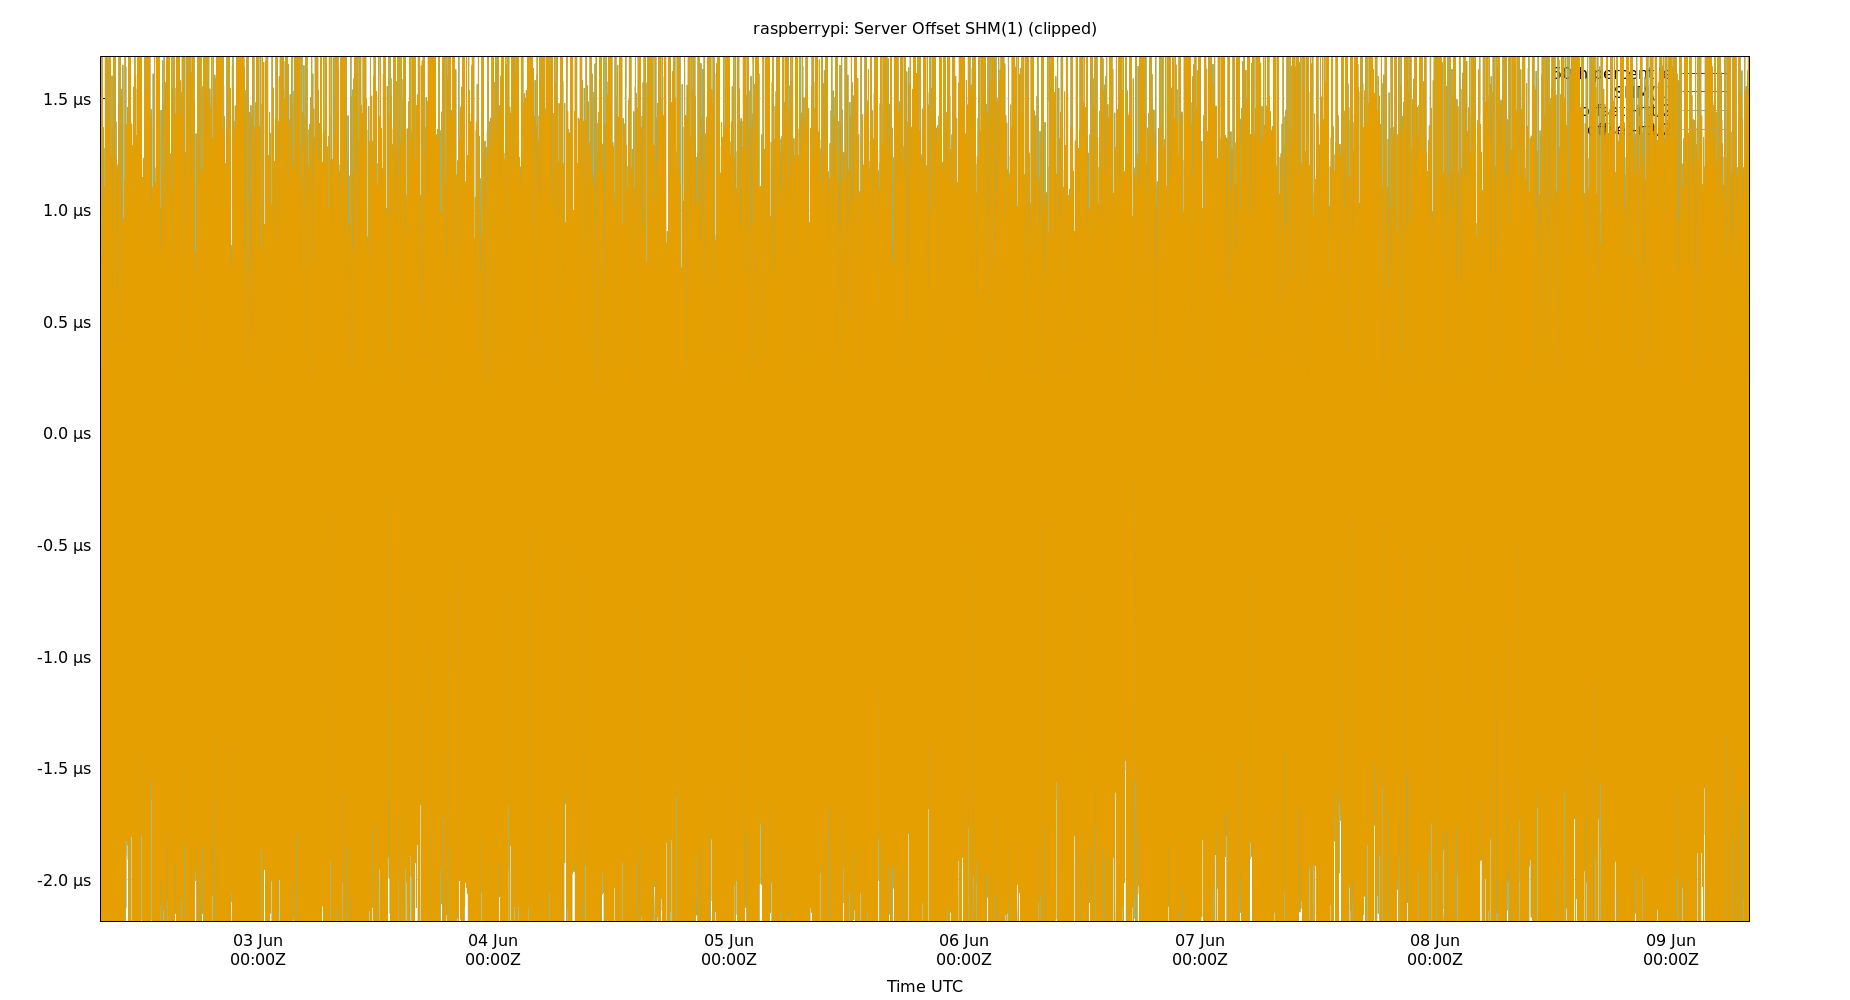 raspberrypi: Server Offset SHM(1) (clipped)
1.5 µs
1.0 µs
0.5 µs
0.0 µs
-0.5 µs
-1.0 µs
-1.5 µs
-2.0 µs
03 Jun 04 Jun 05 Jun 06 Jun 07 Jun 08 Jun 09 Jun
00:00Z 00:00Z 00:00Z 00:00Z 00:00Z 00:00Z 00:00Z
Time UTC